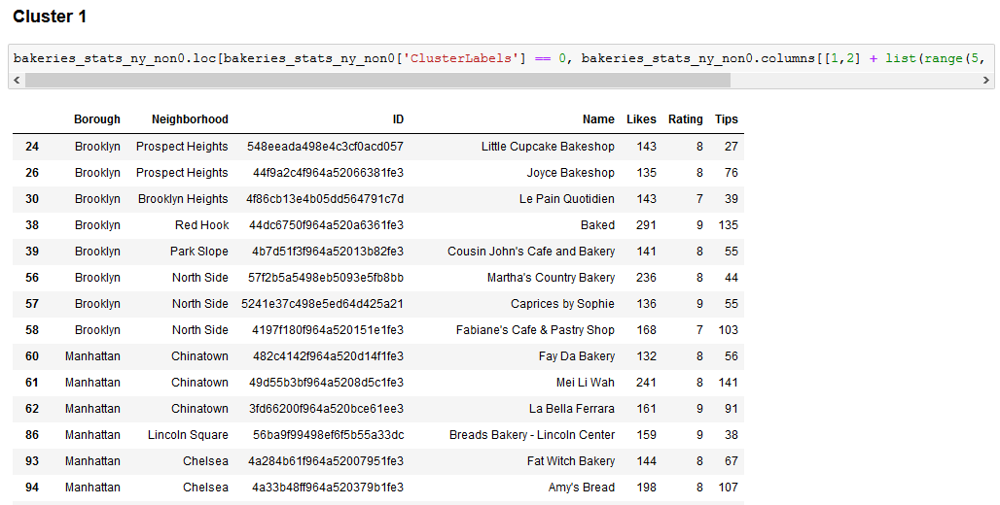 Cluster 1
bakeries_stats_ny_non0.loc[bakeries_stats_ny_non0['ClusterLabels'] == 0, bakeries_stats_ny_non0.columns[[1,2] + list(range(5,
Borough Neighborhood ID Name Likes Rating Tips
24 Brooklyn Prospect Heights 548eeada498e4c3cf0acd057 Little Cupcake Bakeshop 143 8 27
26 Brooklyn Prospect Heights 44f9a2c4f964a52066381fe3 Joyce Bakeshop 135 8 76
30 Brooklyn Brooklyn Heights 4f86cb13e4b05dd564791c7d Le Pain Quotidien 143 7 39
38 Brooklyn Red Hook 44dc6750f964a520a6361fe3 Baked 291 9 135
39 Brooklyn Park Slope 4b7d51f3f964a52013b82fe3 Cousin John's Cafe and Bakery 141 8 55
56 Brooklyn North Side 57f2b5a5498eb5093e5fb8bb Martha's Country Bakery 236 8 44
57 Brooklyn North Side 5241e37c498e5ed64d425a21 Caprices by Sophie 136 9 55
58 Brooklyn North Side 4197f180f964a520151e1fe3 Fabiane's Cafe & Pastry Shop 168 7 103
60 Manhattan Chinatown 482c4142f964a520d14f1fe3 Fay Da Bakery 132 8 56
61 Manhattan Chinatown 49d55b3bf964a5208d5c1fe3 Mei Li Wah 241 8 141
62 Manhattan Chinatown 3fd66200f964a520bce61ee3 La Bella Ferrara 161 9 91
86 Manhattan Lincoln Square 56ba9f99498ef6f5b55a33dc Breads Bakery - Lincoln Center 159 9 38
93 Manhattan Chelsea 4a284b61f964a52007951fe3 Fat Witch Bakery 144 8 67
94 Manhattan Chelsea 4a33b48ff964a520379b1fe3 Amy's Bread 198 8 107